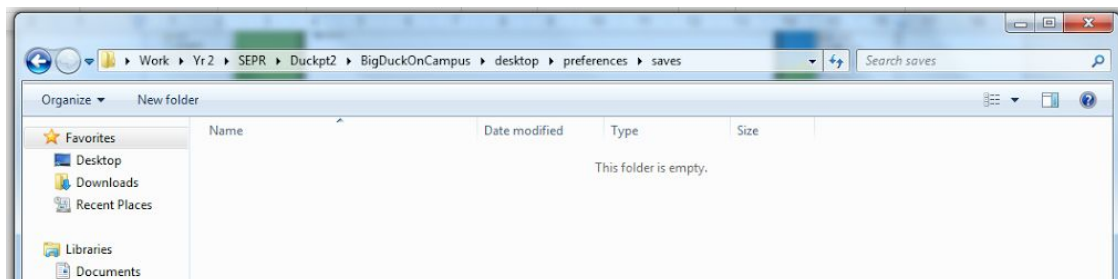 Work ▸ Yr 2 ▸ SEPR ▸ Duckpt2 ▸ BigDuckOnCampus ▸ desktop ▸ preferences ▸ saves
Search saves
Organize New folder
Favorites
Desktop
Downloads
Recent Places
Libraries
Documents
Name Date modified Type Size
This folder is empty.